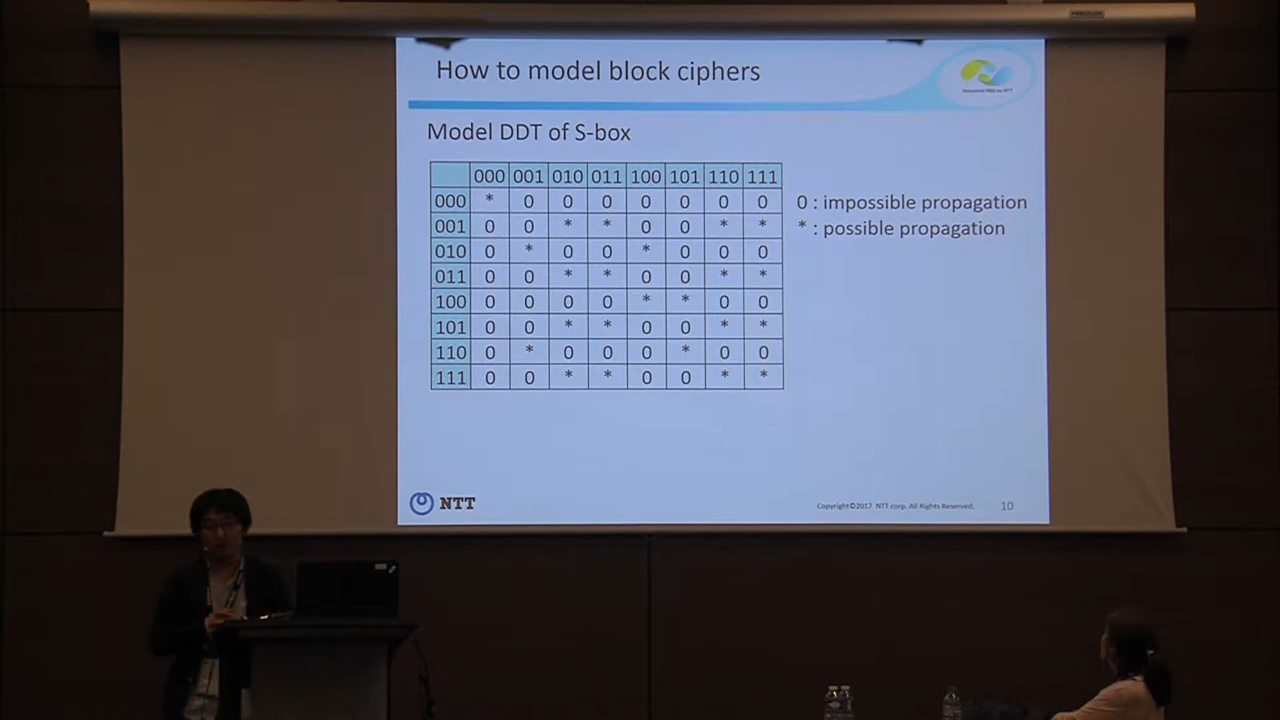 PROCOLOR
How to model block ciphers
Innovative R&D by NTT
Model DDT of S-box
000 001 010 011 100 101 110 111
000 * 0 0 0 0 0 0 0
001 0 0 * * 0 0 * *
010 0 * 0 0 * 0 0 0
011 0 0 * * 0 0 * *
100 0 0 0 0 * * 0 0
101 0 0 * * 0 0 * *
110 0 * 0 0 0 * 0 0
111 0 0 * * 0 0 * *
0 : impossible propagation
* : possible propagation
NTT
Copyright©2017 NTT corp. All Rights Reserved.
10